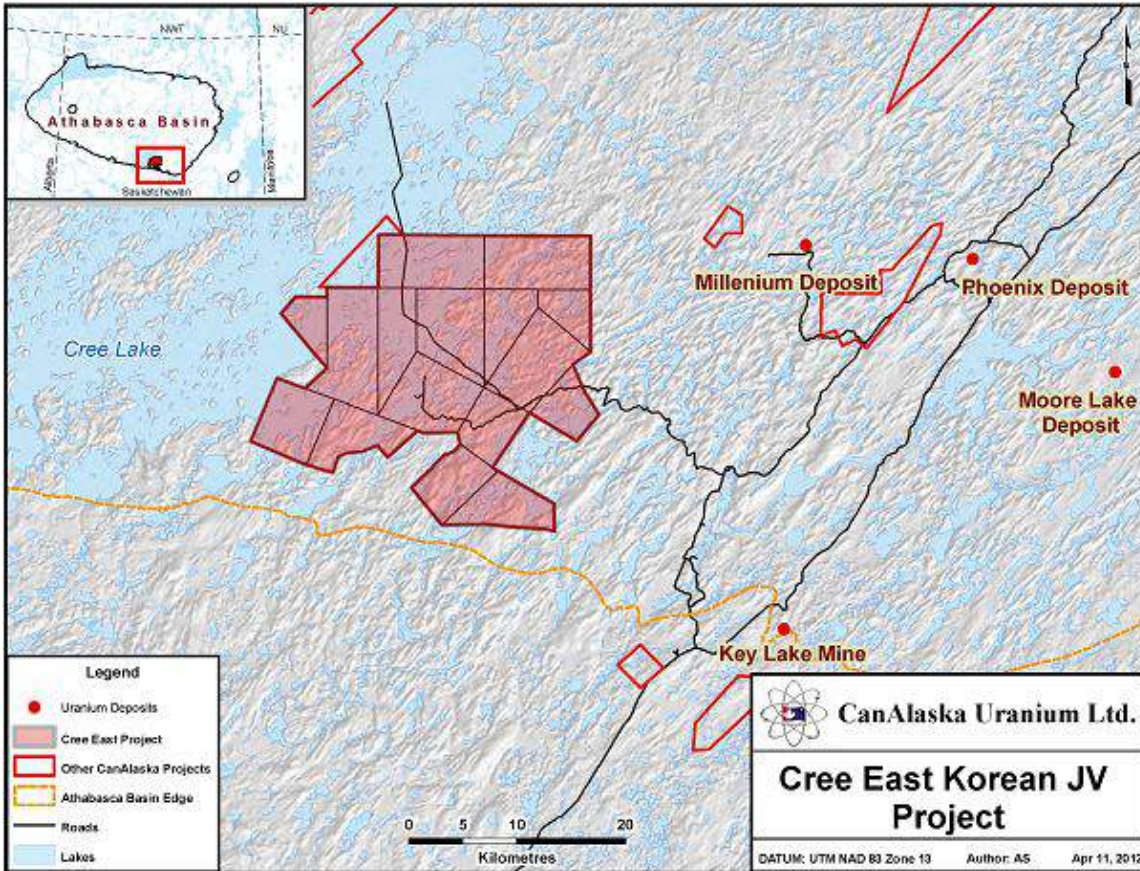 NWT
NU
Athabasca Basin
Alberta
Saskatchewan
Manitoba
Cree Lake
Millenium Deposit
Phoenix Deposit
Moore Lake
Deposit
Key Lake Mine
Legend
Uranium Deposits
Cree East Project
Other CanAlaska Projects
Athabasca Basin Edge
Roads
Lakes
0 5 10 20
Kilometres
CanAlaska Uranium Ltd.
Cree East Korean JV
Project
DATUM: UTM NAD 83 Zone 13 Author: AS Apr 11, 2012